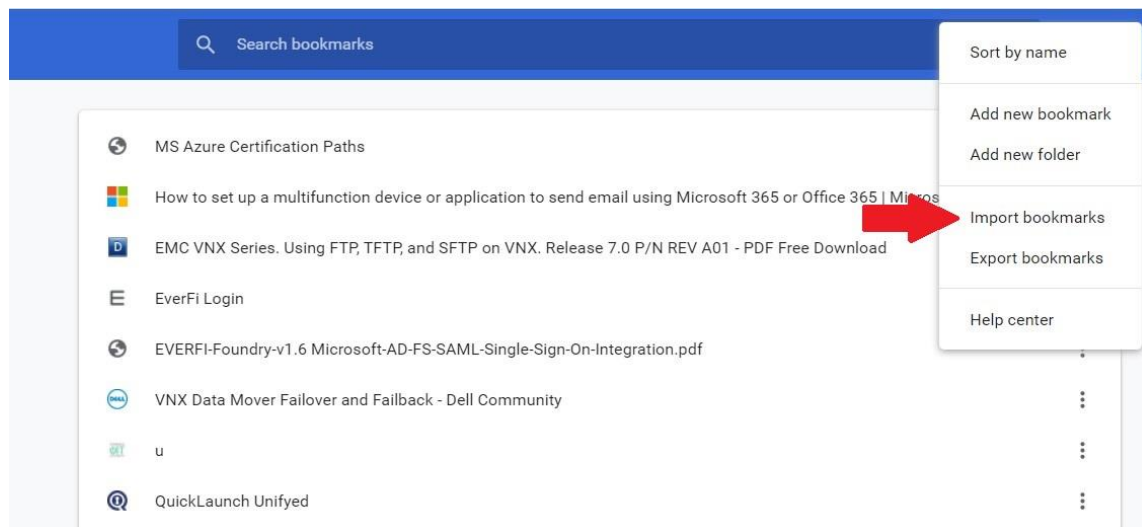 Search bookmarks
Sort by name
Add new bookmark
Add new folder
Import bookmarks
Export bookmarks
Help center
MS Azure Certification Paths
How to set up a multifunction device or application to send email using Microsoft 365 or Office 365 |
EMC VNX Series. Using FTP, TFTP, and SFTP on VNX. Release 7.0 P/N REV A01 - PDF Free Download
D
EverFi Login
E
EVERFI-Foundry-v1.6 Microsoft-AD-FS-SAML-Single-Sign-On-Integration.pdf
VNX Data Mover Failover and Failback - Dell Community
DELL
u
QuickLaunch Unifyed